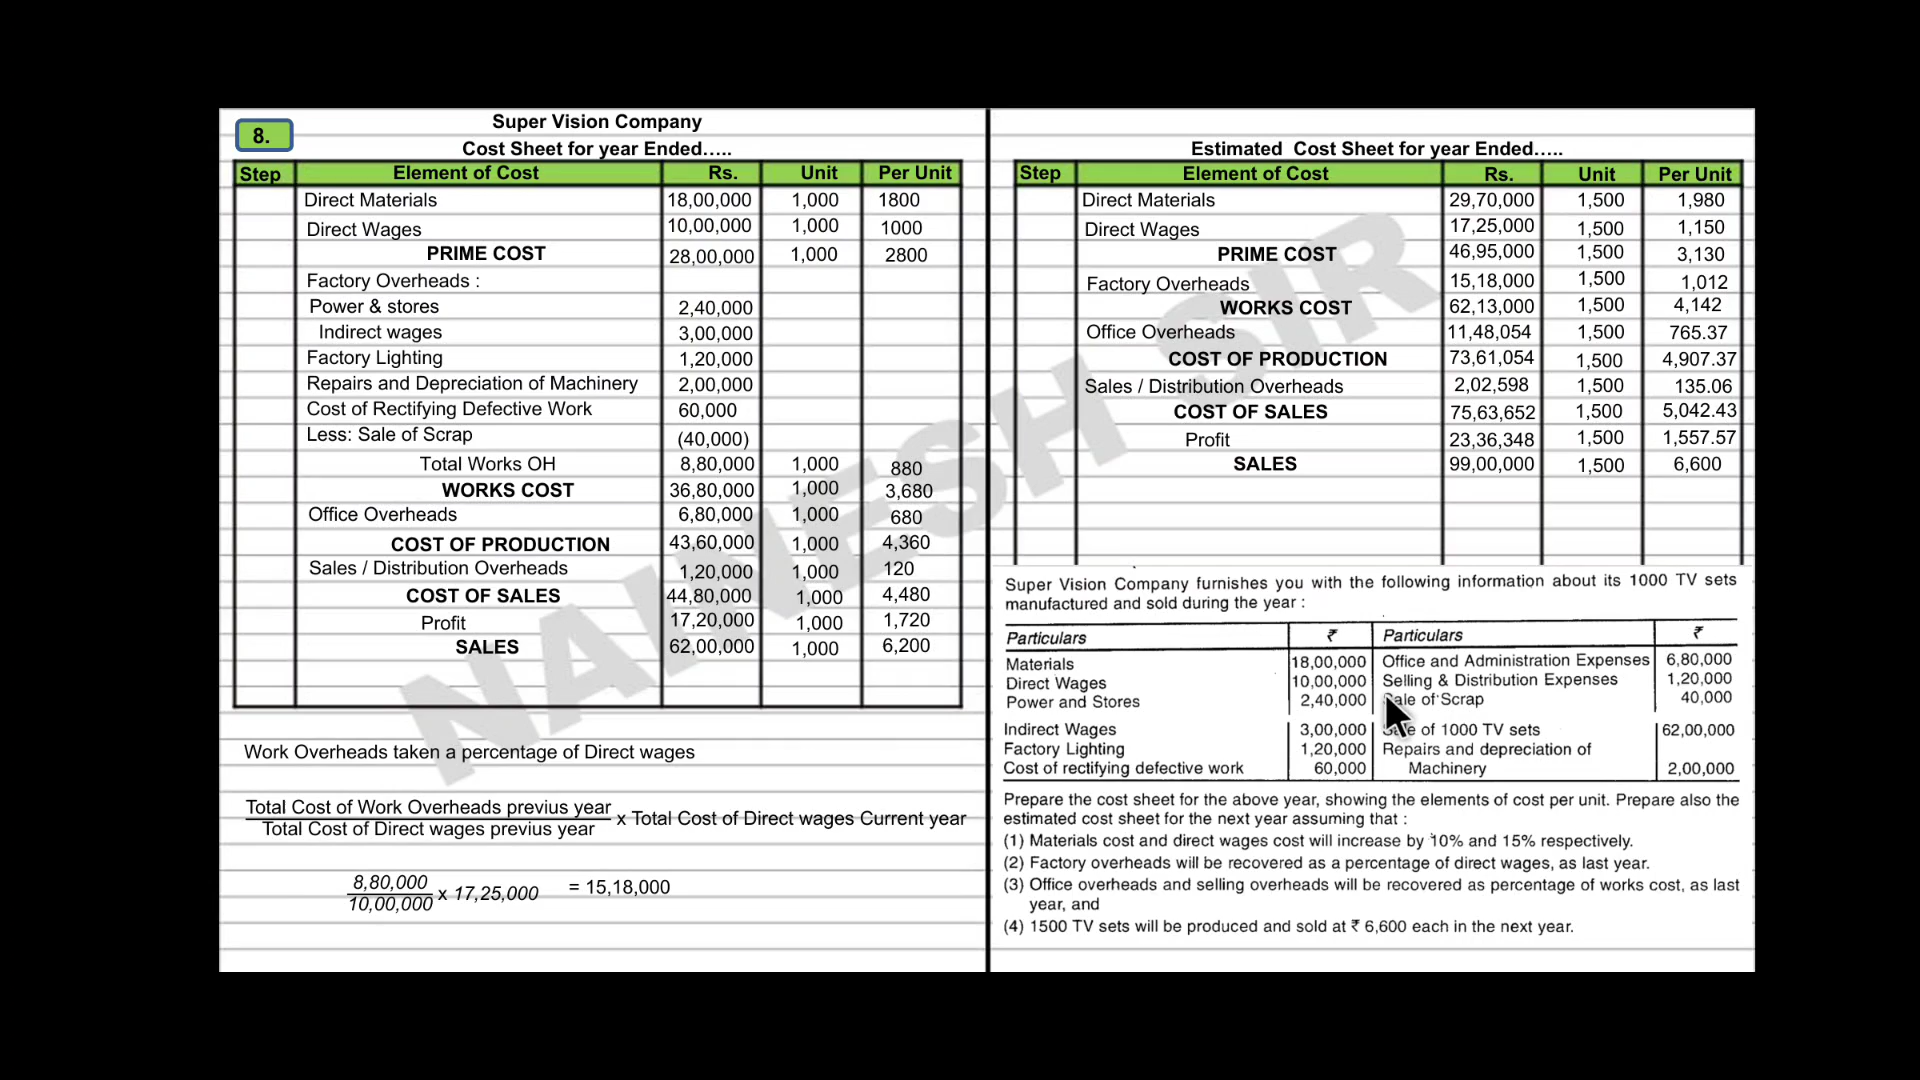 8.
Super Vision Company
Cost Sheet for year Ended.....
Step Element of Cost Rs. Unit Per Unit
Direct Materials 18,00,000 1,000 1800
Direct Wages 10,00,000 1,000 1000
PRIME COST 28,00,000 1,000 2800
Factory Overheads :
Power & stores 2,40,000
Indirect wages 3,00,000
Factory Lighting 1,20,000
Repairs and Depreciation of Machinery 2,00,000
Cost of Rectifying Defective Work 60,000
Less: Sale of Scrap (40,000)
Total Works OH 8,80,000 1,000 880
WORKS COST 36,80,000 1,000 3,680
Office Overheads 6,80,000 1,000 680
COST OF PRODUCTION 43,60,000 1,000 4,360
Sales / Distribution Overheads 1,20,000 1,000 120
COST OF SALES 44,80,000 1,000 4,480
Profit 17,20,000 1,000 1,720
SALES 62,00,000 1,000 6,200
Work Overheads taken a percentage of Direct wages
Total Cost of Work Overheads previus year
Total Cost of Direct wages previus year
x Total Cost of Direct wages Current year
8,80,000
10,00,000
x 17,25,000 = 15,18,000
Estimated Cost Sheet for year Ended.....
Step Element of Cost Rs. Unit Per Unit
Direct Materials 29,70,000 1,500 1,980
Direct Wages 17,25,000 1,500 1,150
PRIME COST 46,95,000 1,500 3,130
Factory Overheads 15,18,000 1,500 1,012
WORKS COST 62,13,000 1,500 4,142
Office Overheads 11,48,054 1,500 765.37
COST OF PRODUCTION 73,61,054 1,500 4,907.37
Sales / Distribution Overheads 2,02,598 1,500 135.06
COST OF SALES 75,63,652 1,500 5,042.43
Profit 23,36,348 1,500 1,557.57
SALES 99,00,000 1,500 6,600
Super Vision Company furnishes you with the following information about its 1000 TV sets
manufactured and sold during the year :
Particulars ₹ Particulars ₹
Materials 18,00,000 Office and Administration Expenses 6,80,000
Direct Wages 10,00,000 Selling & Distribution Expenses 1,20,000
Power and Stores 2,40,000 Sale of Scrap 40,000
Indirect Wages 3,00,000 Sale of 1000 TV sets 62,00,000
Factory Lighting 1,20,000 Repairs and depreciation of
Cost of rectifying defective work 60,000 Machinery 2,00,000
Prepare the cost sheet for the above year, showing the elements of cost per unit. Prepare also the
estimated cost sheet for the next year assuming that :
(1) Materials cost and direct wages cost will increase by 10% and 15% respectively.
(2) Factory overheads will be recovered as a percentage of direct wages, as last year.
(3) Office overheads and selling overheads will be recovered as percentage of works cost, as last
year, and
(4) 1500 TV sets will be produced and sold at ₹ 6,600 each in the next year.
NAINESH SIR